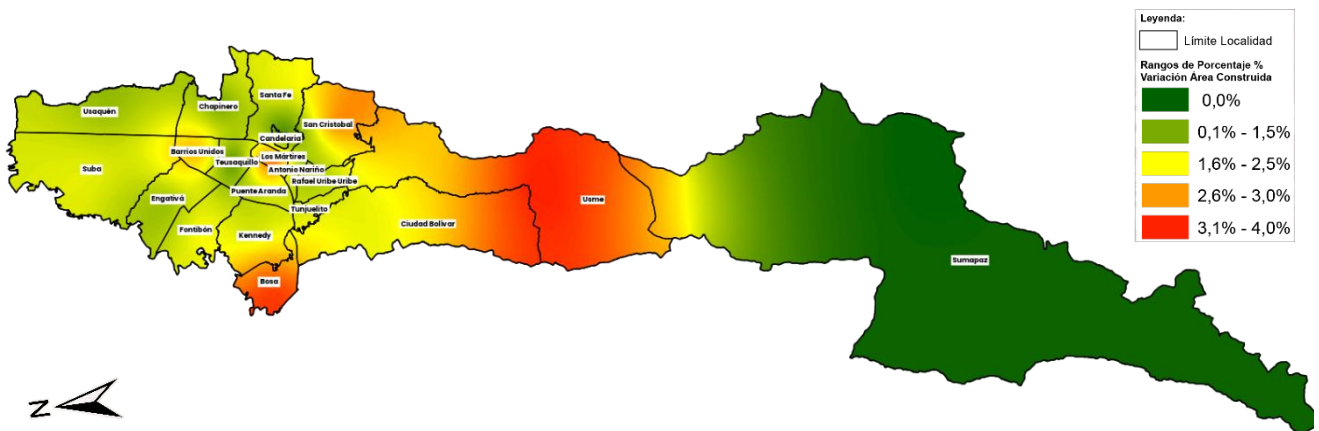 Leyenda:
Límite Localidad
Rangos de Porcentaje %
Variación Área Construida
0,0%
0,1% - 1,5%
1,6% - 2,5%
2,6% - 3,0%
3,1% - 4,0%
Usaquén
Chapinero
Santa Fe
San Cristobal
Candelaria
Barrios Unidos
Los Mártires
Teusaquillo
Suba
Antonio Nariño
Rafael Uribe Uribe
Puente Aranda
Engativá
Tunjuelito
Usme
Ciudad Bolívar
Fontibón
Kennedy
Sumapaz
Bosa
N